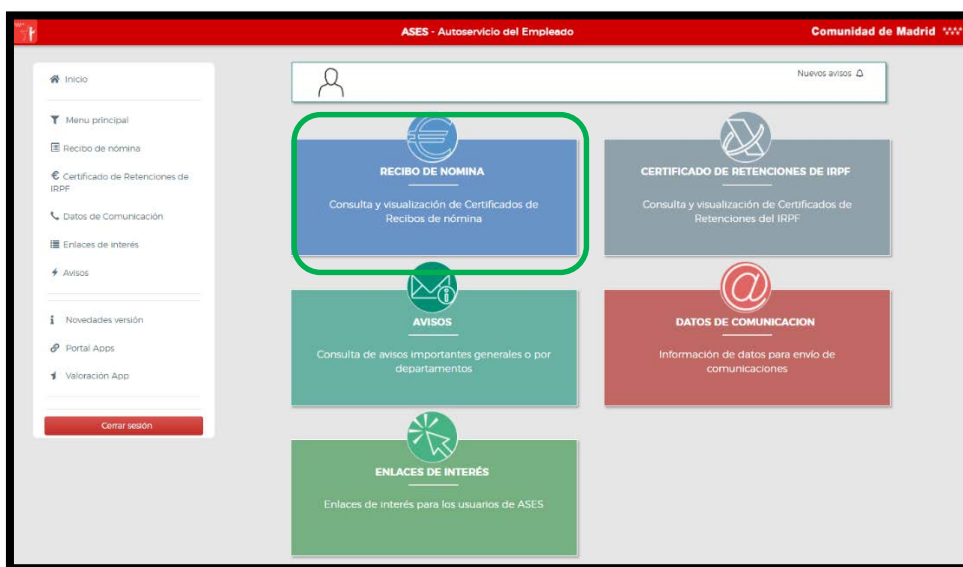 ASES - Autoservicio del Empleado
Comunidad de Madrid
Inicio
Menu principal
Recibo de nómina
Certificado de Retenciones de
IRPF
Datos de Comunicación
Enlaces de interés
Avisos
Novedades versión
Portal Apps
Valoración App
Cerrar sesión
Nuevos avisos
RECIBO DE NOMINA
Consulta y visualización de Certificados de
Recibos de nómina
CERTIFICADO DE RETENCIONES DE IRPF
Consulta y visualización de Certificados de
Retenciones del IRPF
AVISOS
Consulta de avisos importantes generales o por
departamentos
DATOS DE COMUNICACION
Información de datos para envío de
comunicaciones
ENLACES DE INTERÉS
Enlaces de interés para los usuarios de ASES